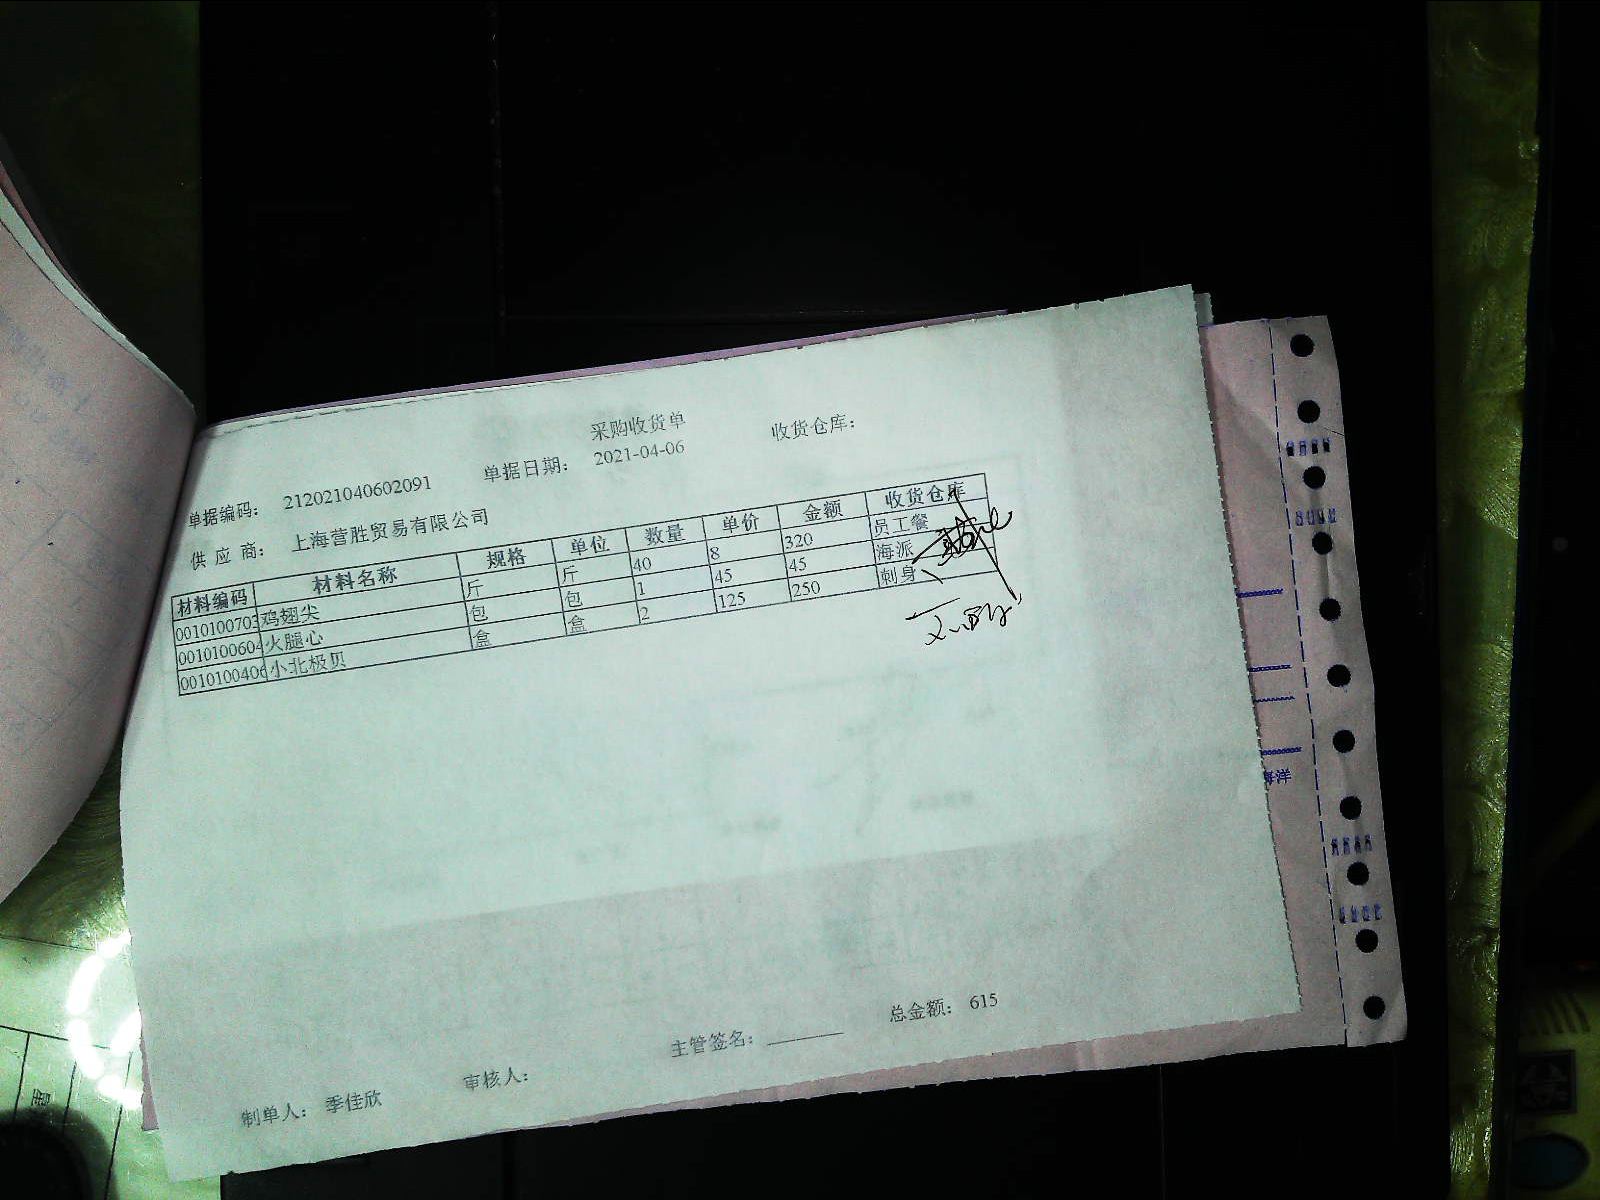 采购收货单
单据编码: 212021040602091 单据日期: 2021-04-06 收货仓库:
供 应 商: 上海营胜贸易有限公司
材料编码 材料名称 规格 单位 数量 单价 金额 收货仓库
0010100703 鸡翅尖 斤 斤 40 8 320 员工餐
0010100604 火腿心 包 包 1 45 45 海派
0010100406 小北极贝 盒 盒 2 125 250 刺身
制单人: 季佳欣 审核人: 主管签名: 总金额: 615
海洋